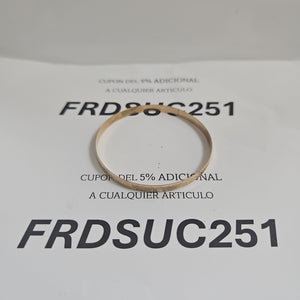 CUPON DEL 5% ADICIONAL
A CUALQUIER ARTICULO
FRDSUC251
CUPON DEL 5% ADICIONAL
A CUALQUIER ARTICULO
FRDSUC251